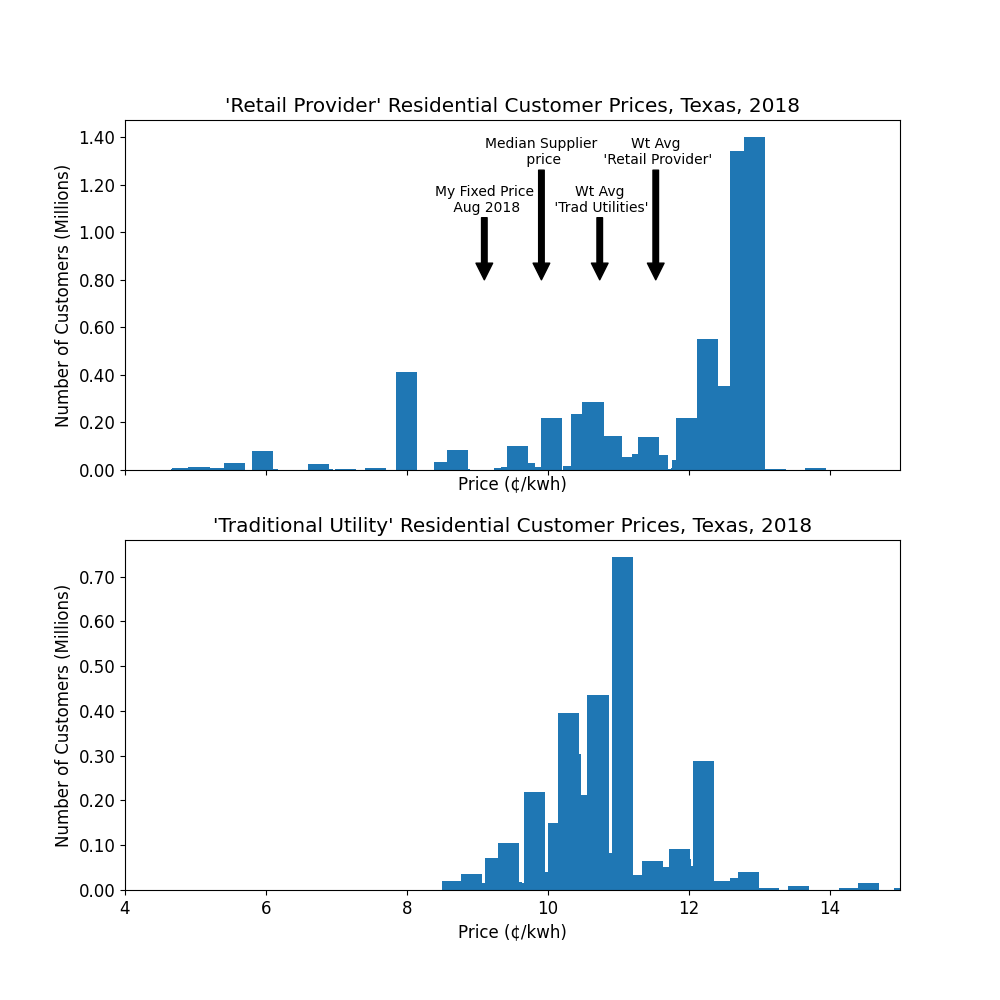 'Retail Provider' Residential Customer Prices, Texas, 2018
Number of Customers (Millions)
1.40
1.20
1.00
0.80
0.60
0.40
0.20
0.00
Median Supplier
price
Wt Avg
'Retail Provider'
My Fixed Price
Aug 2018
Wt Avg
'Trad Utilities'
Price (¢/kwh)
'Traditional Utility' Residential Customer Prices, Texas, 2018
Number of Customers (Millions)
0.70
0.60
0.50
0.40
0.30
0.20
0.10
0.00
4 6 8 10 12 14
Price (¢/kwh)